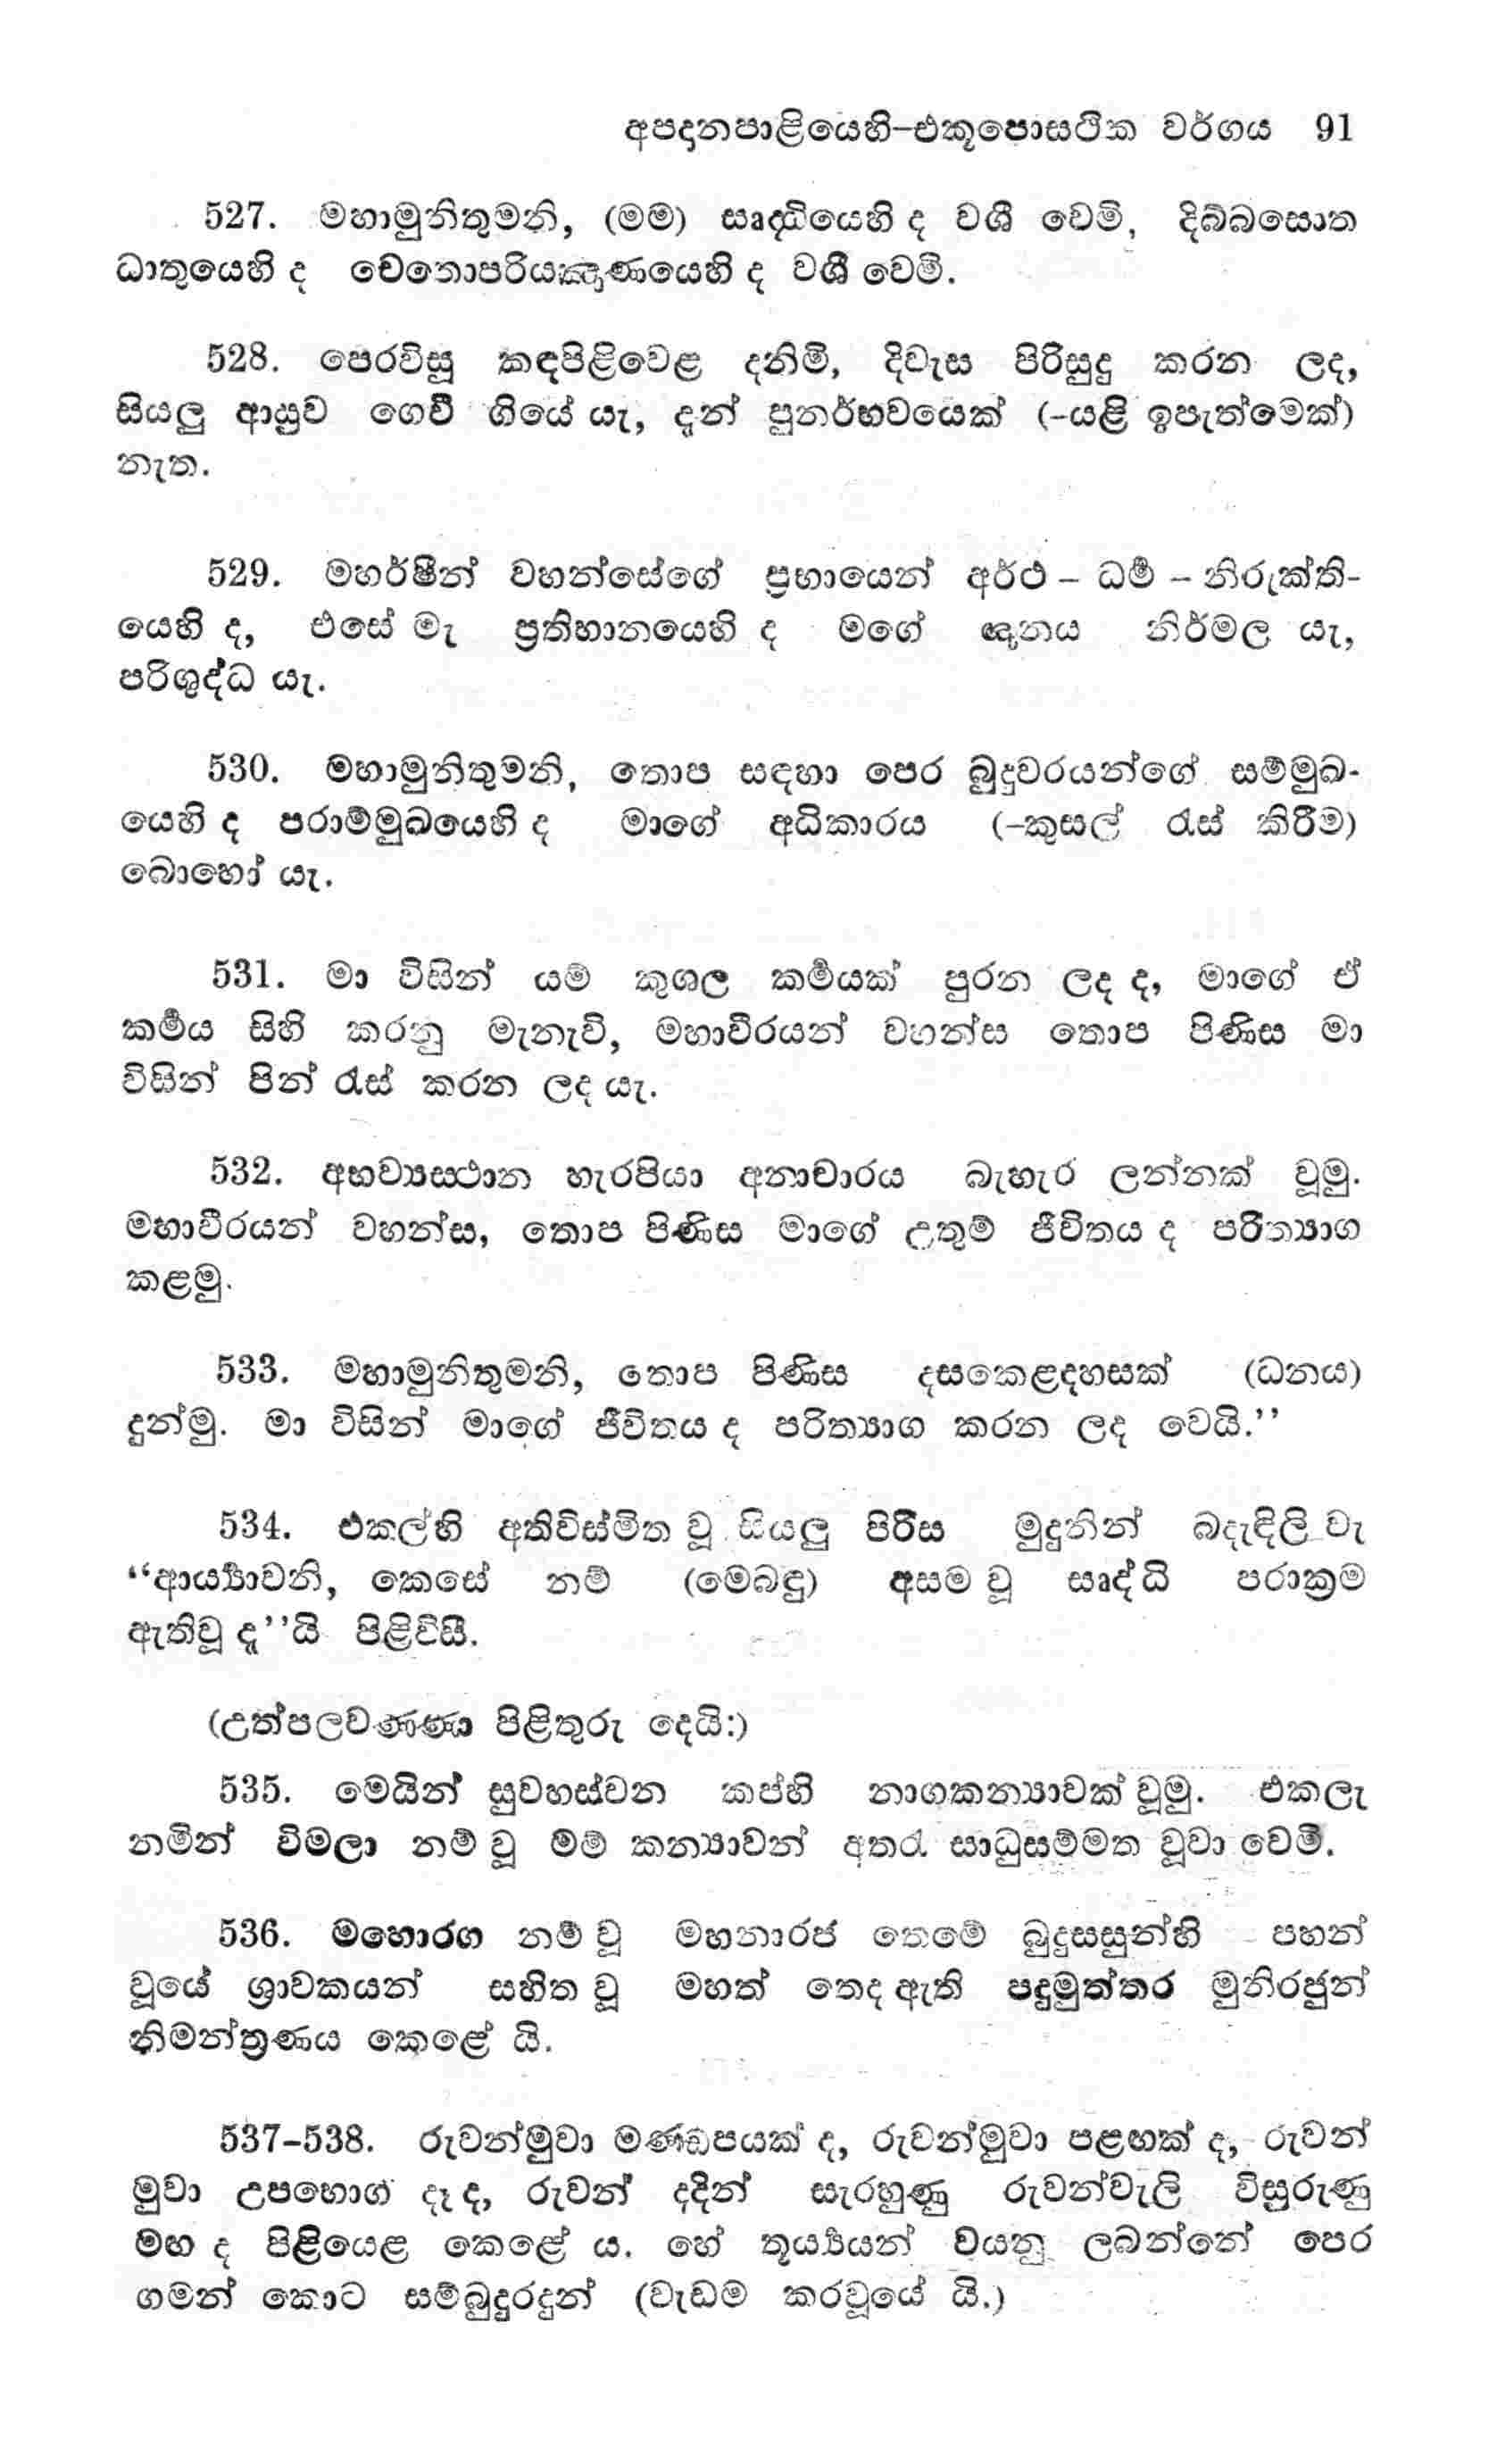 අපදානපාළියෙහි–එකූපොසථික වර්ගය 91
527. මහාමුනිතුමනි, (මම) සෘද්ධියෙහි ද වශී වෙමි, දිබ්බසොත
ධාතුයෙහි ද චෙතොපරියඤාණයෙහි ද වශී වෙමි.
528. පෙරවිසූ කඳපිළිවෙළ දනිමි, දිවැස පිරිසුදු කරන ලද,
සියලු ආයුව ගෙවී ගියේ යැ, දැන් පුනර්භවයෙක් (-යළි ඉපැත්මෙක්)
නැත.
529. මහර්ෂීන් වහන්සේගේ ප්‍රභායෙන් අර්ථ – ධර්‍ම – නිරුක්ති-
යෙහි ද, එසේ මැ ප්‍රතිභානයෙහි ද මගේ ඥානය නිර්මල යැ,
පරිශුද්ධ යැ.
530. මහාමුනිතුමනි, තොප සඳහා පෙර බුදුවරයන්ගේ සම්මුඛ-
යෙහි ද පරාම්මුඛයෙහි ද මාගේ අධිකාරය (-කුසල් රැස් කිරීම)
බොහෝ යැ.
531. මා විසින් යම් කුශල කර්‍මයක් පුරන ලද ද, මාගේ ඒ
කර්‍මය සිහි කරනු මැනැවි, මහාවීරයන් වහන්ස තොප පිණිස මා
විසින් පින් රැස් කරන ලද යැ.
532. අභව්‍යස්ථාන හැරපියා අනාචාරය බැහැර ලන්නක් වූමු.
මහාවීරයන් වහන්ස, තොප පිණිස මාගේ උතුම් ජීවිතය ද පරිත්‍යාග
කළමු.
533. මහාමුනිතුමනි, තොප පිණිස දසකෙළදහසක් (ධනය)
දුන්මු. මා විසින් මාගේ ජීවිතය ද පරිත්‍යාග කරන ලද වෙයි.’’
534. එකල්හි අතිවිස්මිත වූ සියලු පිරිස මුදුනින් බදැඳිලි වැ
‘‘ආර්‍ය්‍යාවනි, කෙසේ නම් (මෙබඳු) අසම වූ සෘද්ධි පරාක්‍රම
ඇතිවූ දැ’’යි පිළිවිසී.
(උත්පලවණ්ණා පිළිතුරු දෙයි:)
535. මෙයින් සුවහස්වන කප්හි නාගකන්‍යාවක් වූමු. එකලැ
නමින් විමලා නම් වූ මම් කන්‍යාවන් අතරැ සාධුසම්මත වූවා වෙමි.
536. මහොරග නම් වූ මහනාරජ තෙමේ බුදුසසුන්හි පහන්
වූයේ ශ්‍රාවකයන් සහිත වූ මහත් තෙද ඇති පදුමුත්තර මුනිරජුන්
නිමන්ත්‍රණය කෙළේ යි.
537–538. රුවන්මුවා මණ්ඩපයක් ද, රුවන්මුවා පළඟක් ද, රුවන්
මුවා උපභොග දෑ ද, රුවන් දදින් සැරහුණු රුවන්වැලි විසුරුණු
මඟ ද පිළියෙළ කෙළේ ය. හේ තූර්‍ය්‍යයන් වයනු ලබන්නේ පෙර
ගමන් කොට සම්බුදුරදුන් (වැඩම කරවූයේ යි.)